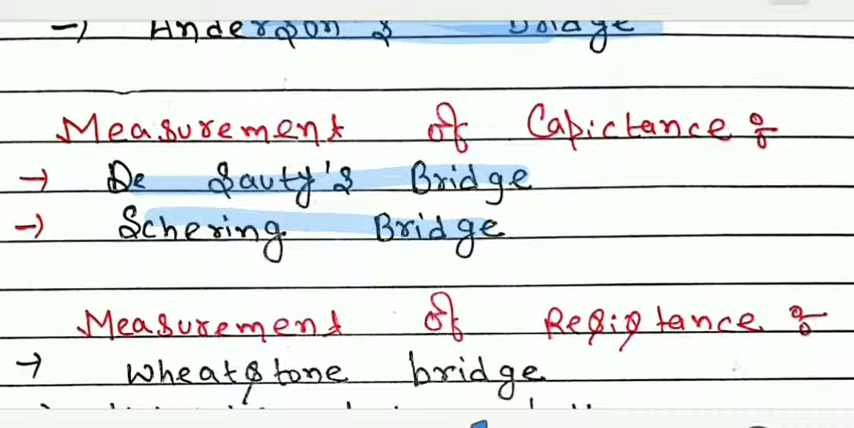 → Anderson's Bridge
Measurement of Capictance :
→ De Sauty's Bridge
→ Schering Bridge
Measurement of Resistance :
→ Wheatstone bridge